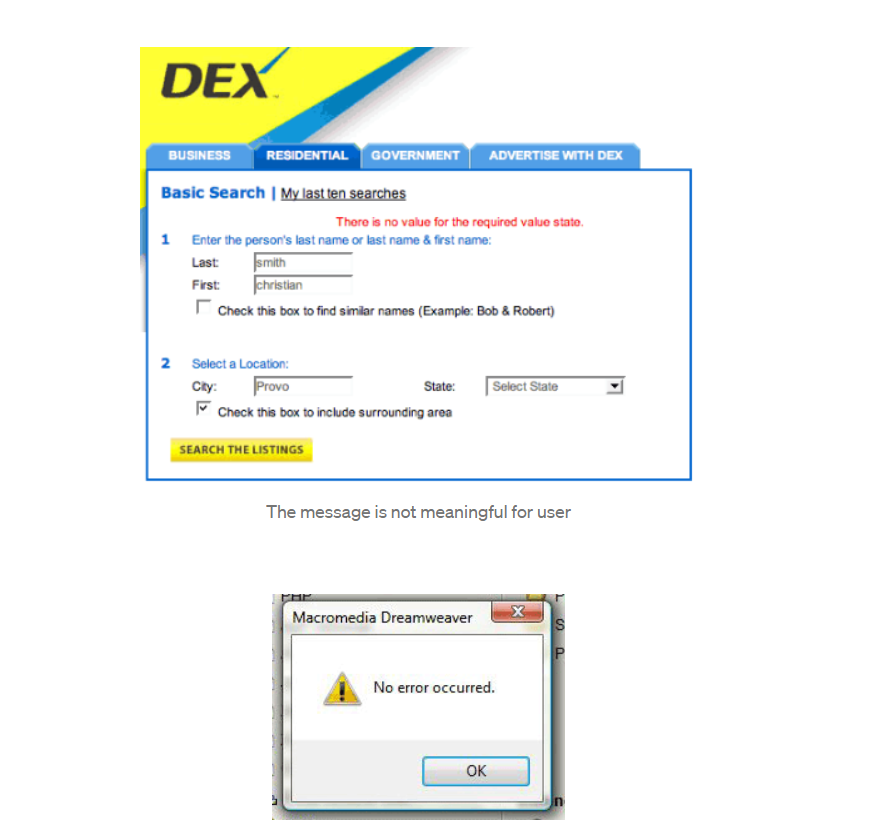 DEX
BUSINESS RESIDENTIAL GOVERNMENT ADVERTISE WITH DEX
Basic Search | My last ten searches
There is no value for the required value state.
1 Enter the person's last name or last name & first name:
Last: smith
First: christian
Check this box to find similar names (Example: Bob & Robert)
2 Select a Location:
City: Provo State: Select State
Check this box to include surrounding area
SEARCH THE LISTINGS
The message is not meaningful for user
PHP P
Macromedia Dreamweaver
S
P
No error occurred.
OK